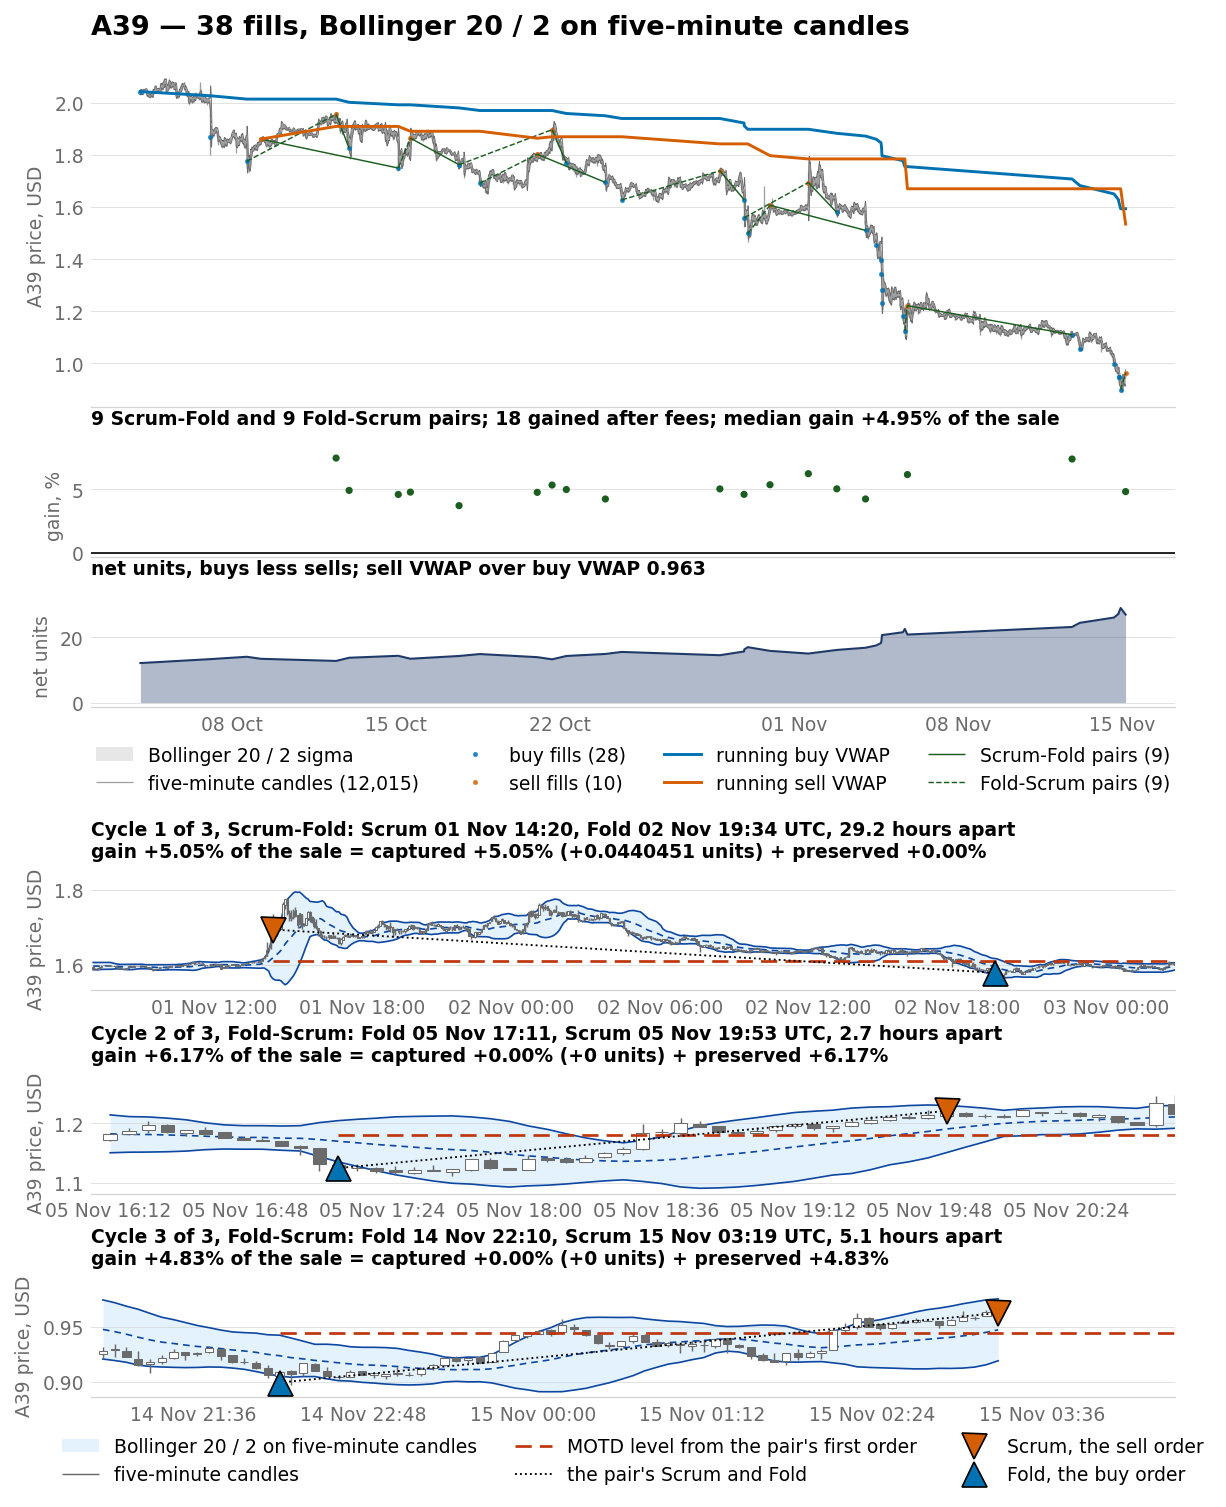 A39 — 38 fills, Bollinger 20 / 2 on five-minute candles
A39 price, USD
2.0
1.8
1.6
1.4
1.2
1.0
9 Scrum-Fold and 9 Fold-Scrum pairs; 18 gained after fees; median gain +4.95% of the sale
gain, %
5
0
net units, buys less sells; sell VWAP over buy VWAP 0.963
net units
20
0
08 Oct 15 Oct 22 Oct 01 Nov 08 Nov 15 Nov
Bollinger 20 / 2 sigma buy fills (28) running buy VWAP Scrum-Fold pairs (9)
five-minute candles (12,015) sell fills (10) running sell VWAP Fold-Scrum pairs (9)
Cycle 1 of 3, Scrum-Fold: Scrum 01 Nov 14:20, Fold 02 Nov 19:34 UTC, 29.2 hours apart
gain +5.05% of the sale = captured +5.05% (+0.0440451 units) + preserved +0.00%
A39 price, USD
1.8
1.6
01 Nov 12:00 01 Nov 18:00 02 Nov 00:00 02 Nov 06:00 02 Nov 12:00 02 Nov 18:00 03 Nov 00:00
Cycle 2 of 3, Fold-Scrum: Fold 05 Nov 17:11, Scrum 05 Nov 19:53 UTC, 2.7 hours apart
gain +6.17% of the sale = captured +0.00% (+0 units) + preserved +6.17%
A39 price, USD
1.2
1.1
05 Nov 16:12 05 Nov 16:48 05 Nov 17:24 05 Nov 18:00 05 Nov 18:36 05 Nov 19:12 05 Nov 19:48 05 Nov 20:24
Cycle 3 of 3, Fold-Scrum: Fold 14 Nov 22:10, Scrum 15 Nov 03:19 UTC, 5.1 hours apart
gain +4.83% of the sale = captured +0.00% (+0 units) + preserved +4.83%
A39 price, USD
0.95
0.90
14 Nov 21:36 14 Nov 22:48 15 Nov 00:00 15 Nov 01:12 15 Nov 02:24 15 Nov 03:36
Bollinger 20 / 2 on five-minute candles MOTD level from the pair's first order Scrum, the sell order
five-minute candles the pair's Scrum and Fold Fold, the buy order